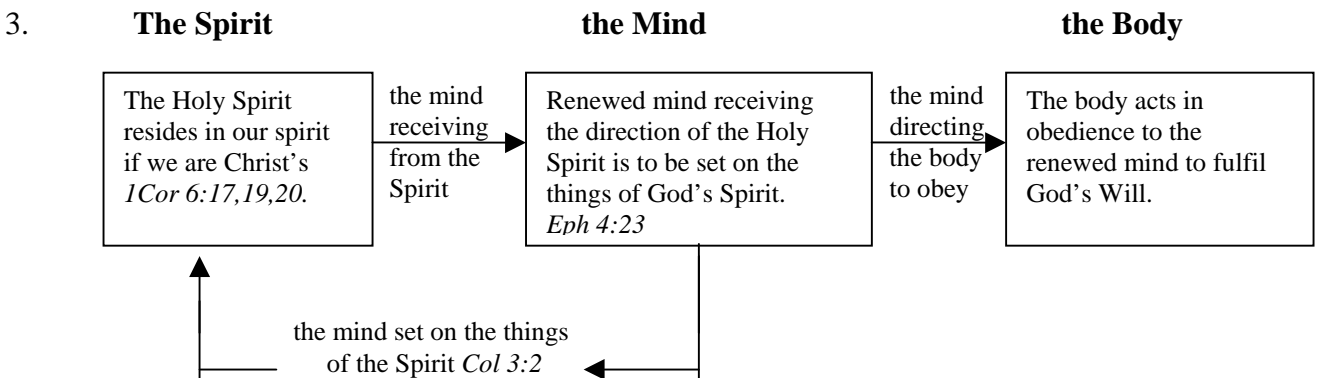 3. The Spirit the Mind the Body
The Holy Spirit
resides in our spirit
if we are Christ’s
1Cor 6:17,19,20.
the mind
receiving
from the
Spirit
Renewed mind receiving
the direction of the Holy
Spirit is to be set on the
things of God’s Spirit.
Eph 4:23
the mind
directing
the body
to obey
The body acts in
obedience to the
renewed mind to fulfil
God’s Will.
the mind set on the things
of the Spirit Col 3:2